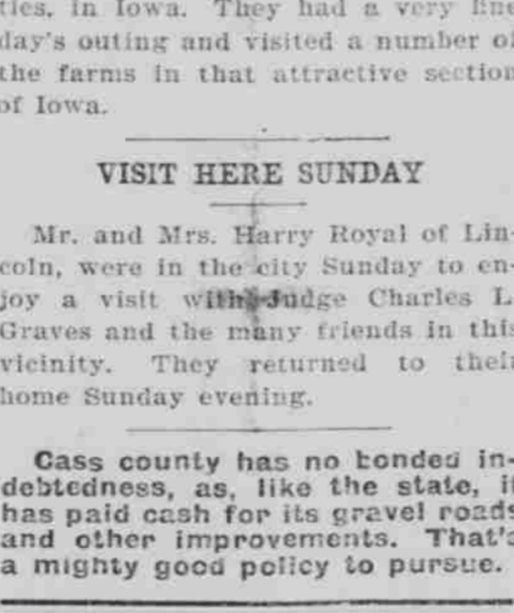 ties, in Iowa. They had a very fine
day's outing and visited a number of
the farms in that attractive section
of Iowa.
VISIT HERE SUNDAY
Mr. and Mrs. Harry Royal of Lin-
coln, were in the city Sunday to en-
joy a visit with Judge Charles L.
Graves and the many friends in this
vicinity. They returned to their
home Sunday evening.
Cass county has no bonded in-
debtedness, as, like the state, it
has paid cash for its gravel roads
and other improvements. That's
a mighty good policy to pursue.